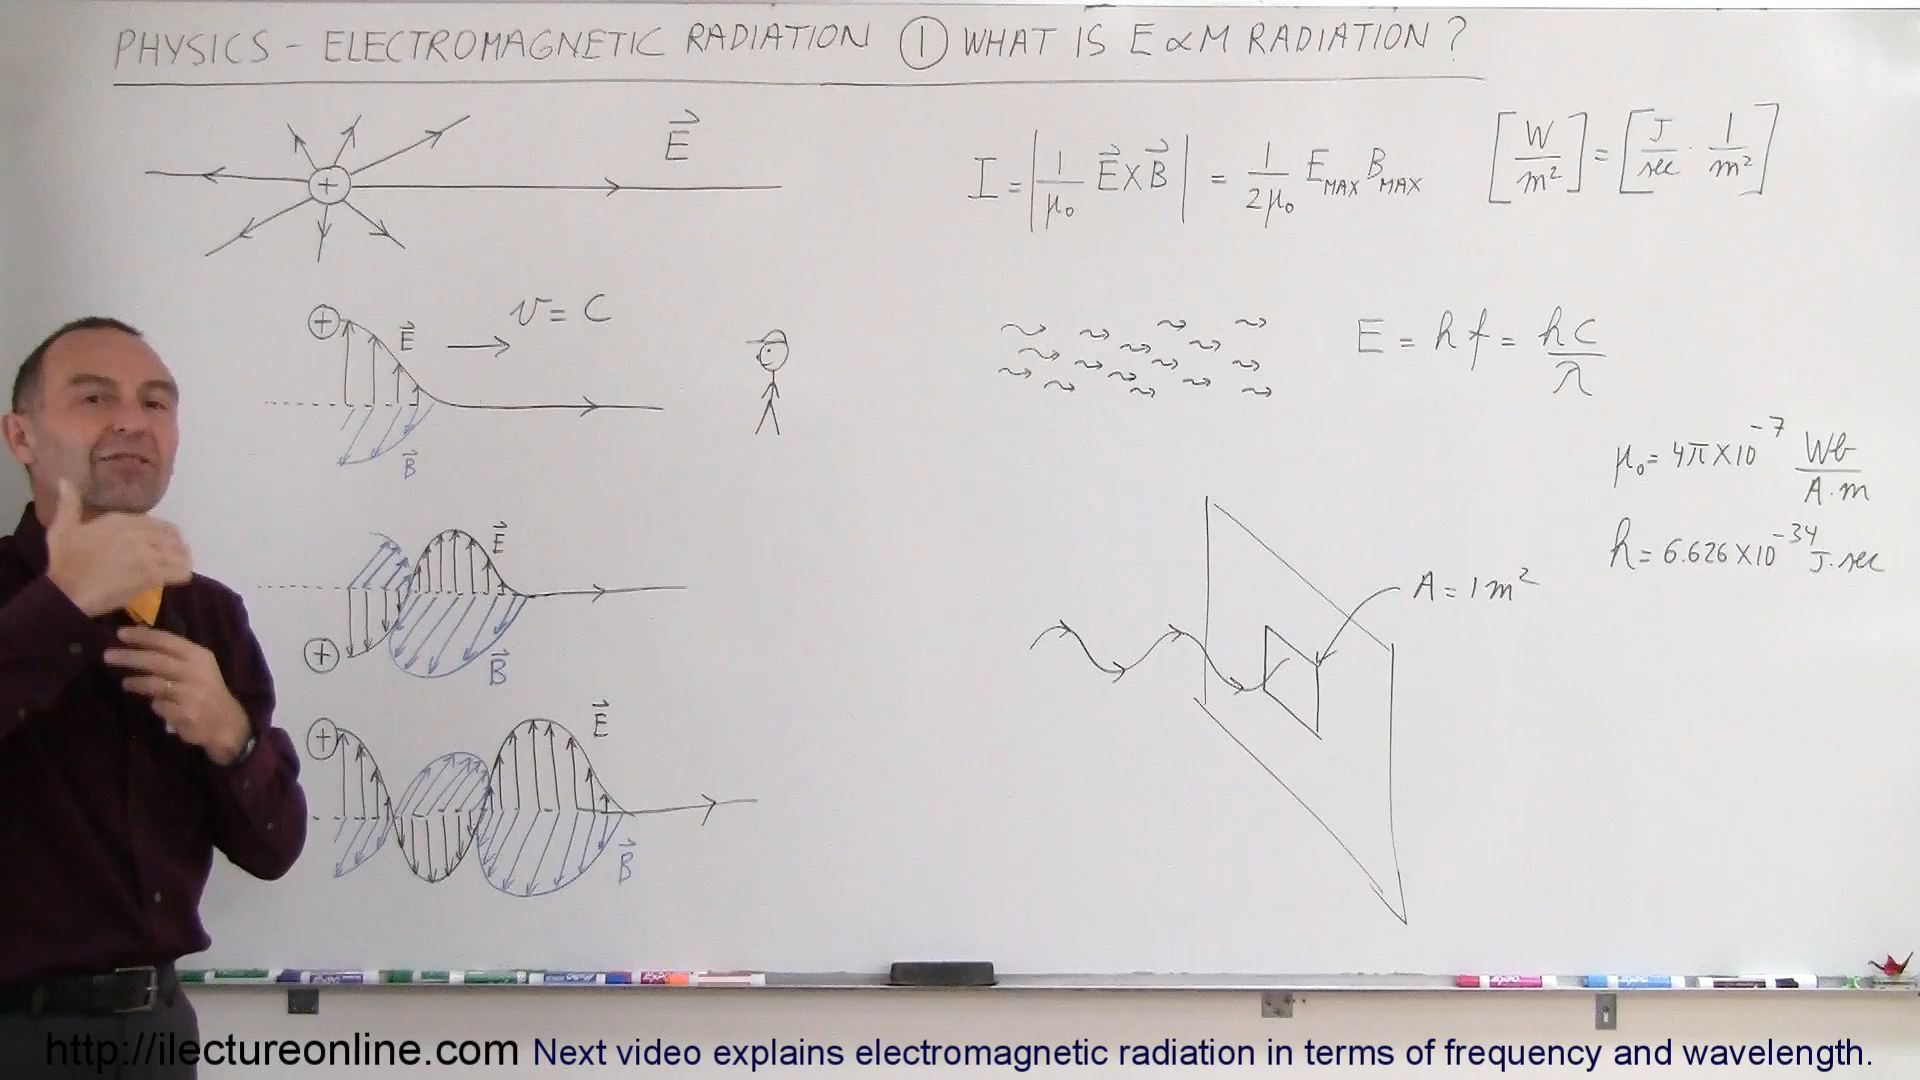 PHYSICS - ELECTROMAGNETIC RADIATION ① WHAT IS E & M RADIATION ?
+ E⃗
I = | 1/μ₀ E⃗ X B⃗ | = 1/2μ₀ E_MAX B_MAX [W/m²] = [J/sec · 1/m²]
+ E⃗ → v = C
B⃗
E = hf = hc/λ
μ₀ = 4π X 10⁻⁷ Wb/A·m
h = 6.626 X 10⁻³⁴ J·sec
A = 1 m²
E⃗
+ B⃗
+ E⃗
B⃗
EXPO
http://ilectureonline.com Next video explains electromagnetic radiation in terms of frequency and wavelength.